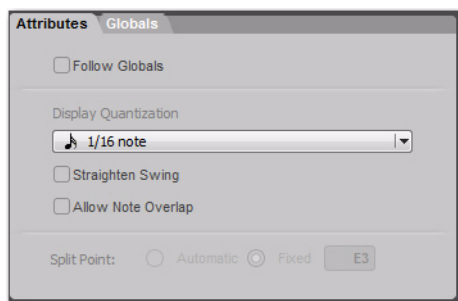 Attributes Globals
Follow Globals
Display Quantization
1/16 note
Straighten Swing
Allow Note Overlap
Split Point: Automatic Fixed E3